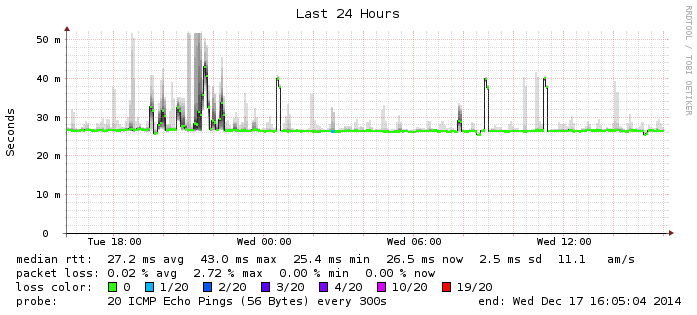 Last 24 Hours
RRDTOOL / TOBI OETIKER
Seconds
50 m
40 m
30 m
20 m
10 m
0
Tue 18:00 Wed 00:00 Wed 06:00 Wed 12:00
median rtt: 27.2 ms avg 43.0 ms max 25.4 ms min 26.5 ms now 2.5 ms sd 11.1 am/s
packet loss: 0.02 % avg 2.72 % max 0.00 % min 0.00 % now
loss color: 0 1/20 2/20 3/20 4/20 10/20 19/20
probe: 20 ICMP Echo Pings (56 Bytes) every 300s end: Wed Dec 17 16:05:04 2014